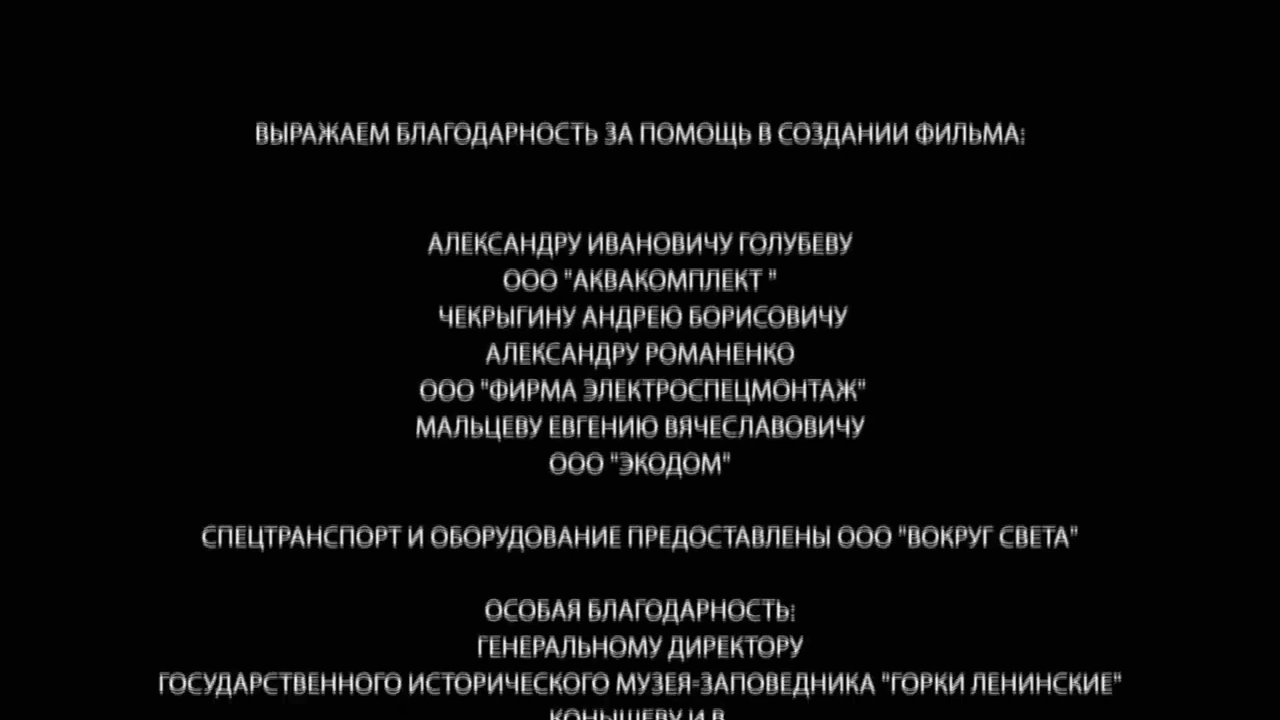 ВЫРАЖАЕМ БЛАГОДАРНОСТЬ ЗА ПОМОЩЬ В СОЗДАНИИ ФИЛЬМА:
АЛЕКСАНДРУ ИВАНОВИЧУ ГОЛУБЕВУ
ООО "АКВАКОМПЛЕКТ "
ЧЕКРЫГИНУ АНДРЕЮ БОРИСОВИЧУ
АЛЕКСАНДРУ РОМАНЕНКО
ООО "ФИРМА ЭЛЕКТРОСПЕЦМОНТАЖ"
МАЛЬЦЕВУ ЕВГЕНИЮ ВЯЧЕСЛАВОВИЧУ
ООО "ЭКОДОМ"
СПЕЦТРАНСПОРТ И ОБОРУДОВАНИЕ ПРЕДОСТАВЛЕНЫ ООО "ВОКРУГ СВЕТА"
ОСОБАЯ БЛАГОДАРНОСТЬ:
ГЕНЕРАЛЬНОМУ ДИРЕКТОРУ
ГОСУДАРСТВЕННОГО ИСТОРИЧЕСКОГО МУЗЕЯ-ЗАПОВЕДНИКА "ГОРКИ ЛЕНИНСКИЕ"